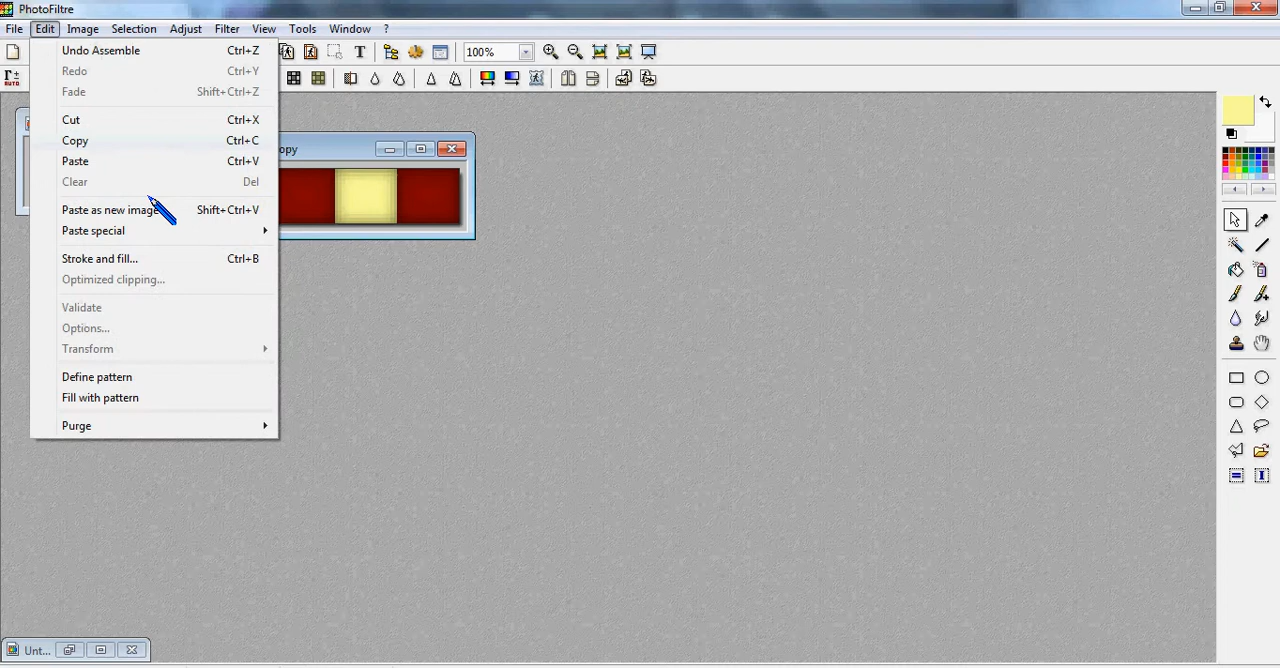 PhotoFiltre
File Edit Image Selection Adjust Filter View Tools Window ?
T 100%
AUTO
Undo Assemble Ctrl+Z
Redo Ctrl+Y
Fade Shift+Ctrl+Z
Cut Ctrl+X
Copy Ctrl+C
Paste Ctrl+V
Clear Del
Paste as new image Shift+Ctrl+V
Paste special
Stroke and fill... Ctrl+B
Optimized clipping...
Validate
Options...
Transform
Define pattern
Fill with pattern
Purge
opy
Unt...